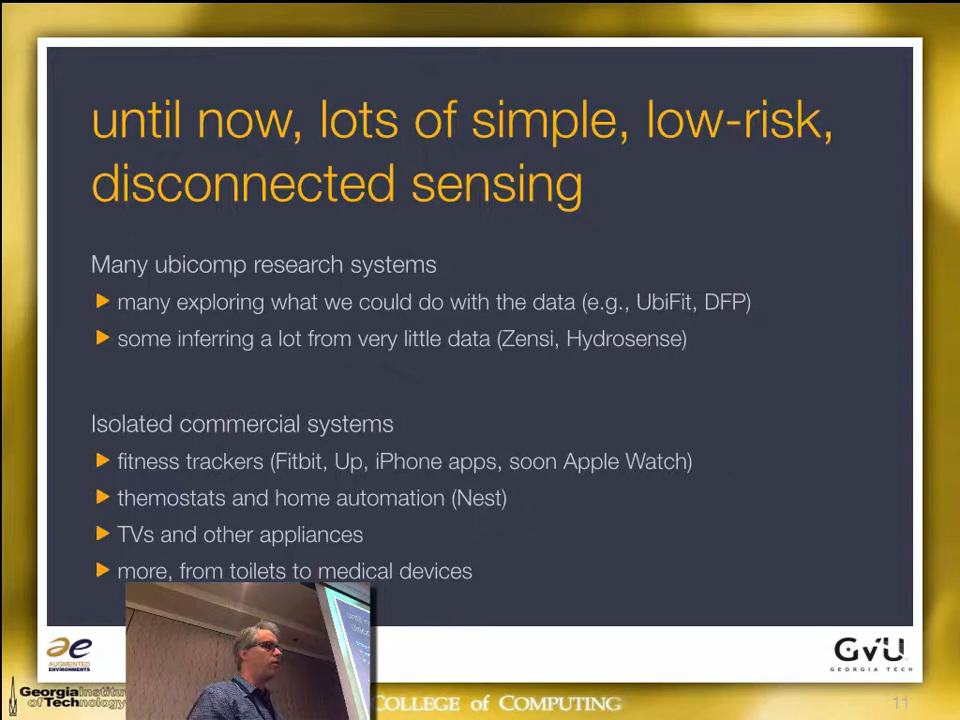 until now, lots of simple, low-risk,
disconnected sensing
Many ubicomp research systems
many exploring what we could do with the data (e.g., UbiFit, DFP)
some inferring a lot from very little data (Zensi, Hydrosense)
Isolated commercial systems
fitness trackers (Fitbit, Up, iPhone apps, soon Apple Watch)
themostats and home automation (Nest)
TVs and other appliances
more, from toilets to medical devices
ae
AUGMENTED
ENVIRONMENTS
GVU
GEORGIA TECH
Georgia
of Technology
COLLEGE of COMPUTING
11